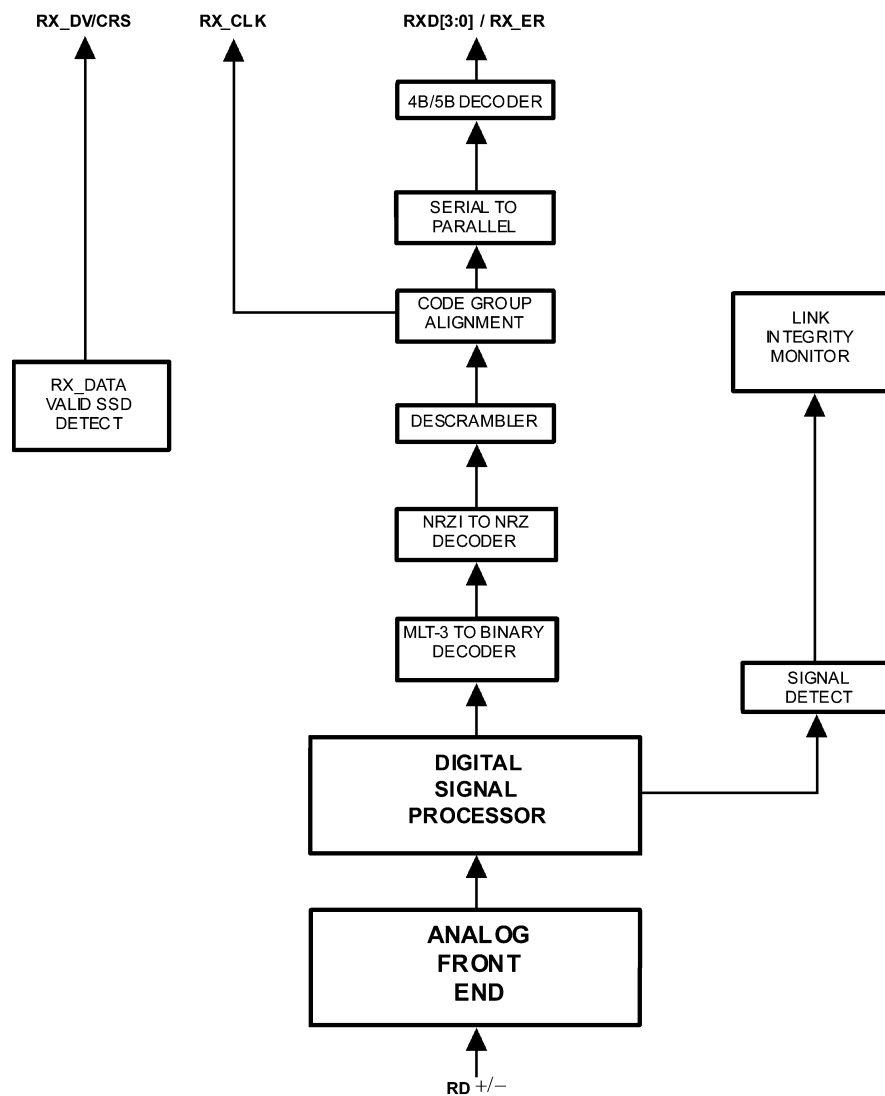 RX_DV/CRS
RX_CLK
RXD[3:0] / RX_ER
4B/5B DECODER
SERIAL TO
PARALLEL
CODE GROUP
ALIGNMENT
LINK
INTEGRITY
MONITOR
RX_DATA
VALID SSD
DETECT
DESCRAMBLER
NRZI TO NRZ
DECODER
MLT-3 TO BINARY
DECODER
SIGNAL
DETECT
DIGITAL
SIGNAL
PROCESSOR
ANALOG
FRONT
END
RD +/−